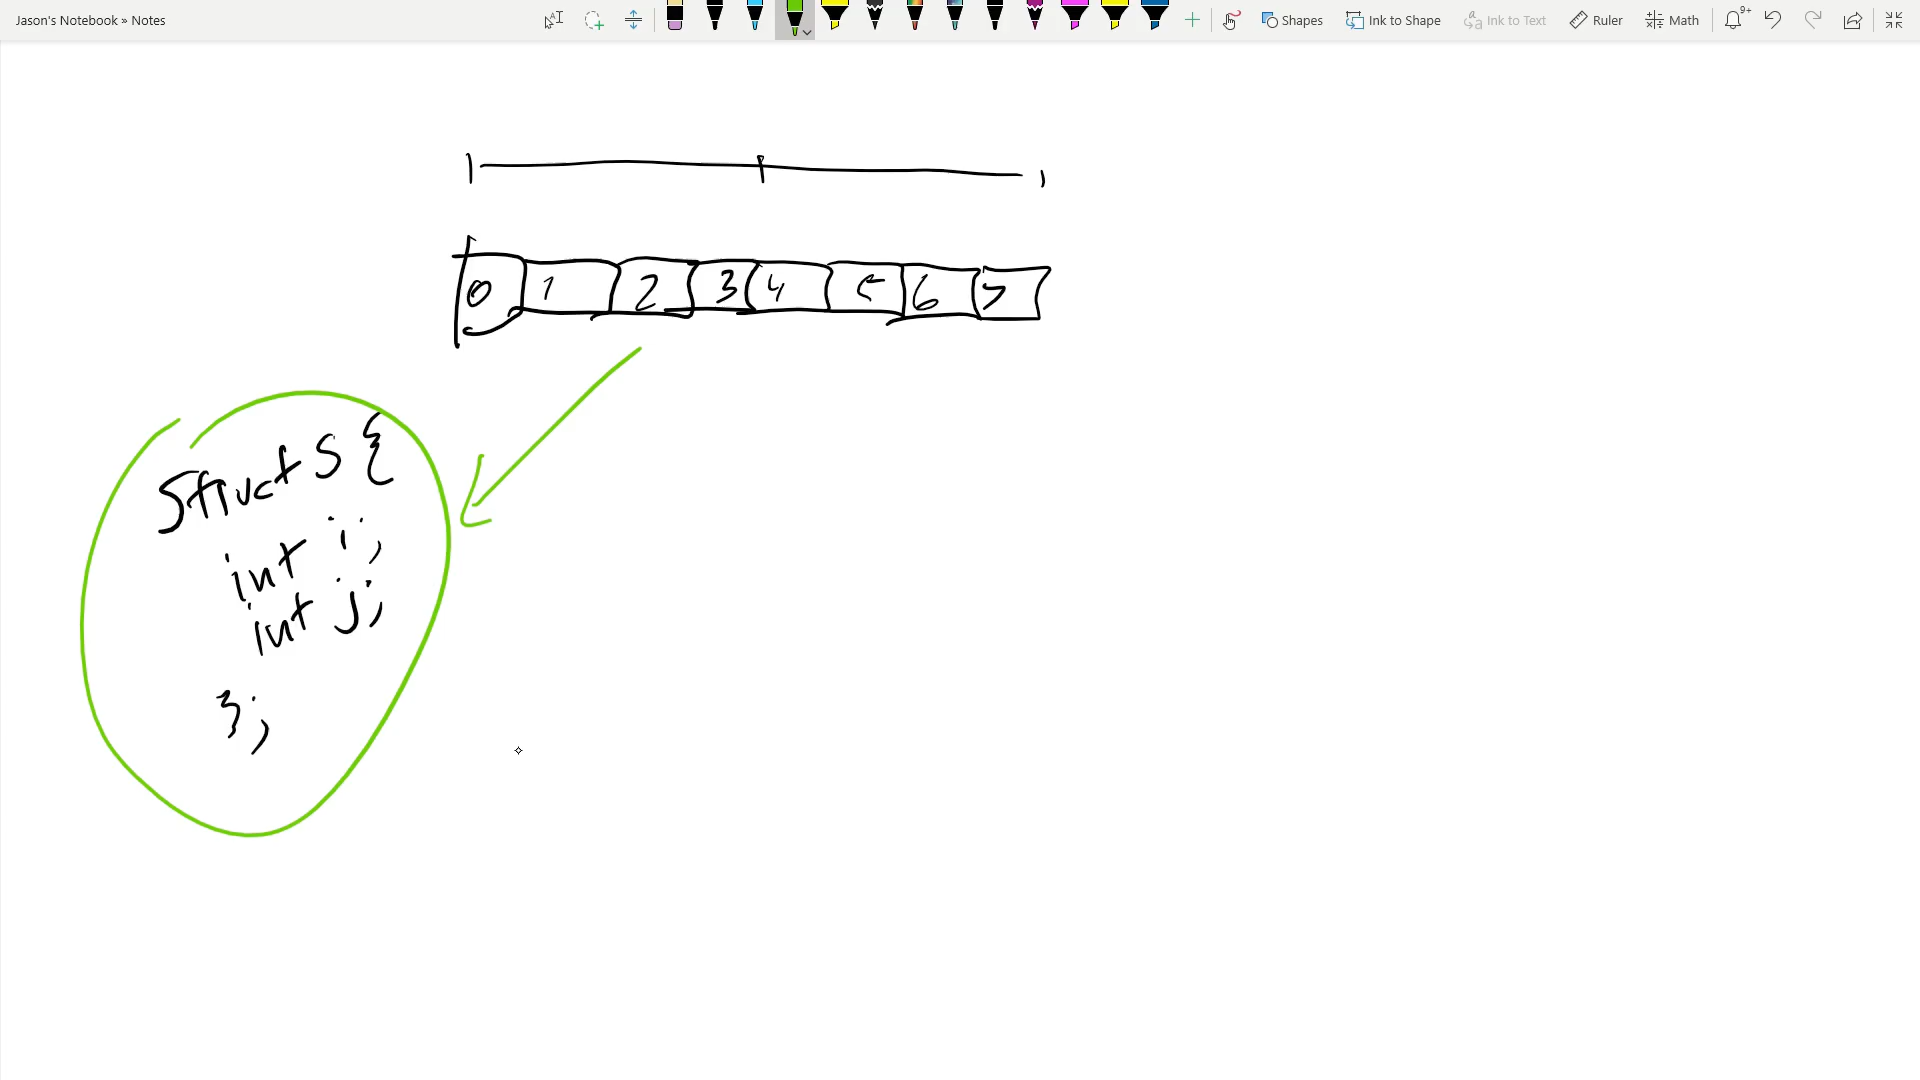 Jason's Notebook » Notes
Shapes
Ink to Shape
Ink to Text
Ruler
Math
9+
0 1 2 3 4 5 6 7
Struct S {
int i;
int j;
};